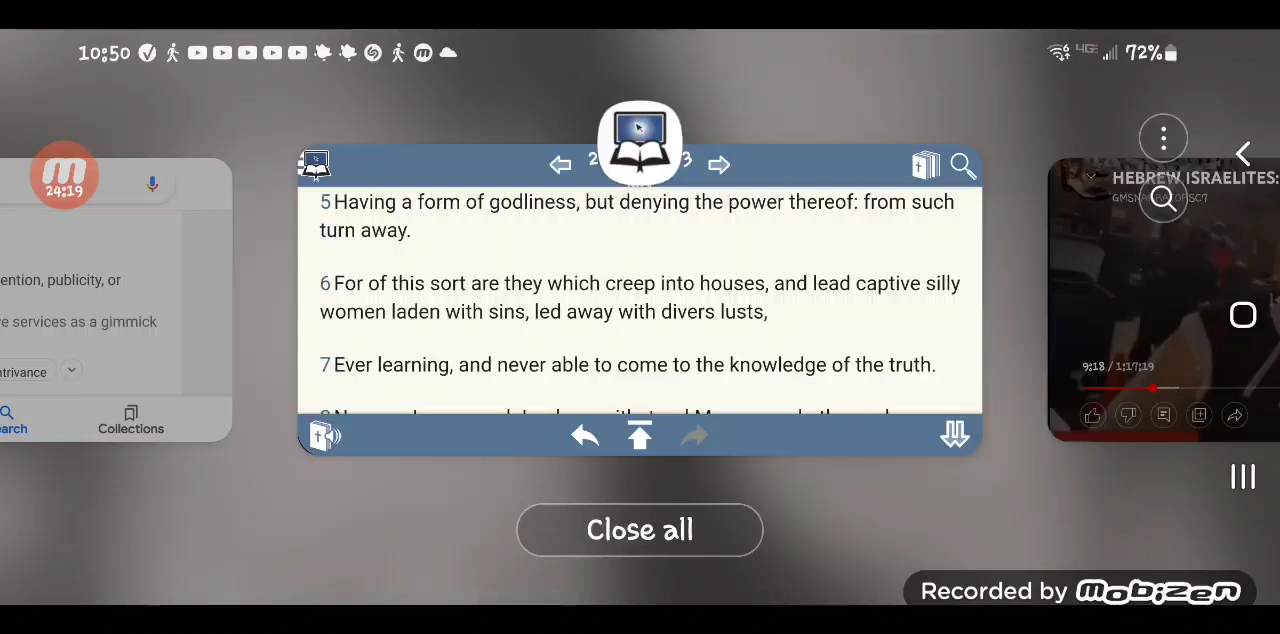 10:50
4G
72%
24:19
2
3
HEBREW ISRAELITES:
5 Having a form of godliness, but denying the power thereof: from such
turn away.
6 For of this sort are they which creep into houses, and lead captive silly
women laden with sins, led away with divers lusts,
7 Ever learning, and never able to come to the knowledge of the truth.
ention, publicity, or
e services as a gimmick
ntrivance
earch
Collections
9:18 / 1:17:19
Close all
Recorded by mobizen